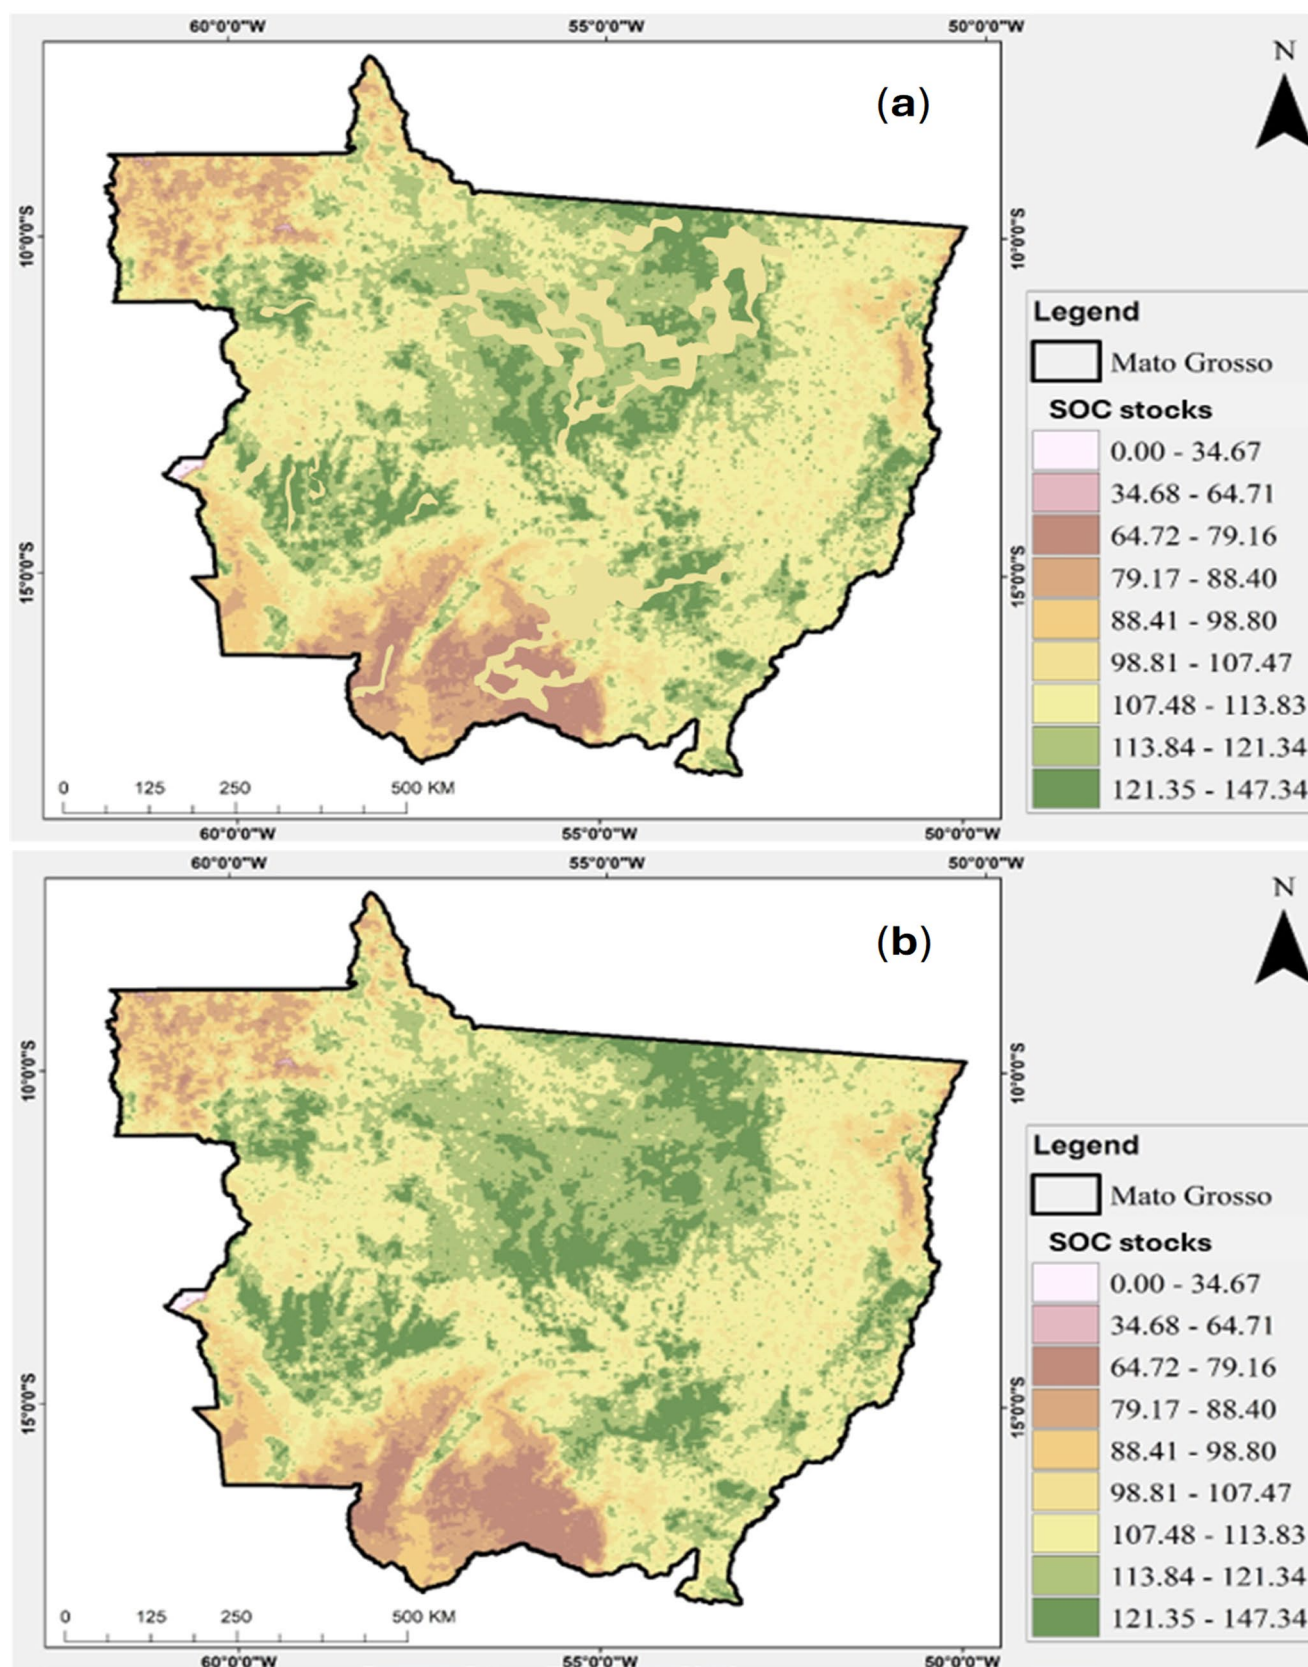 60°0'0"W 55°0'0"W 50°0'0"W
N
(a)
10°0'0"S 10°0'0"S
Legend
Mato Grosso
SOC stocks
0.00 - 34.67
34.68 - 64.71
64.72 - 79.16
79.17 - 88.40
88.41 - 98.80
98.81 - 107.47
107.48 - 113.83
113.84 - 121.34
121.35 - 147.34
15°0'0"S 15°0'0"S
0 125 250 500 KM
60°0'0"W 55°0'0"W 50°0'0"W
60°0'0"W 55°0'0"W 50°0'0"W
N
(b)
10°0'0"S 10°0'0"S
Legend
Mato Grosso
SOC stocks
0.00 - 34.67
34.68 - 64.71
64.72 - 79.16
79.17 - 88.40
88.41 - 98.80
98.81 - 107.47
107.48 - 113.83
113.84 - 121.34
121.35 - 147.34
15°0'0"S 15°0'0"S
0 125 250 500 KM
60°0'0"W 55°0'0"W 50°0'0"W